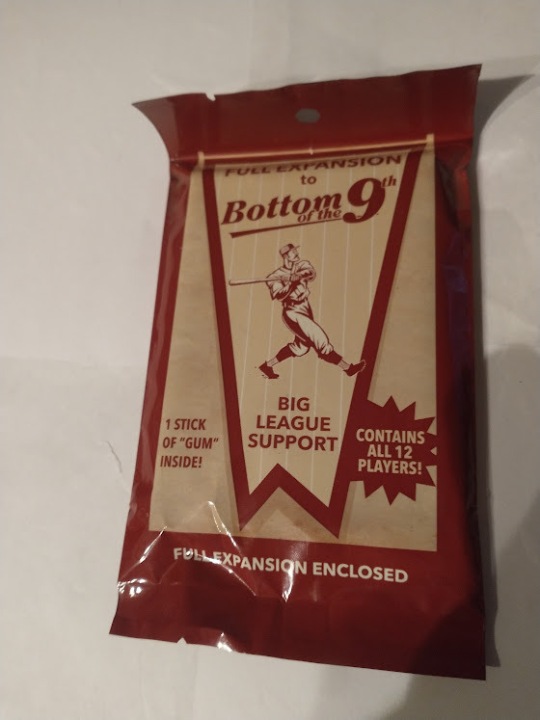 FULL EXPANSION
to
Bottom
of the 9th
BIG
LEAGUE
SUPPORT
1 STICK
OF "GUM"
INSIDE!
CONTAINS
ALL 12
PLAYERS!
FULL EXPANSION ENCLOSED